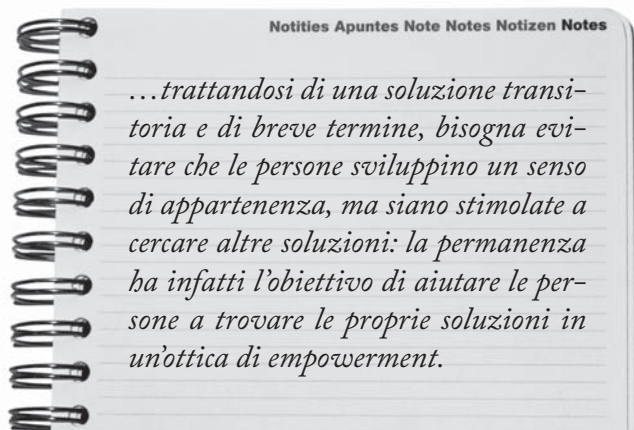 Notities Apuntes Note Notes Notizen Notes
…trattandosi di una soluzione transi-
toria e di breve termine, bisogna evi-
tare che le persone sviluppino un senso
di appartenenza, ma siano stimolate a
cercare altre soluzioni: la permanenza
ha infatti l’obiettivo di aiutare le per-
sone a trovare le proprie soluzioni in
un’ottica di empowerment.